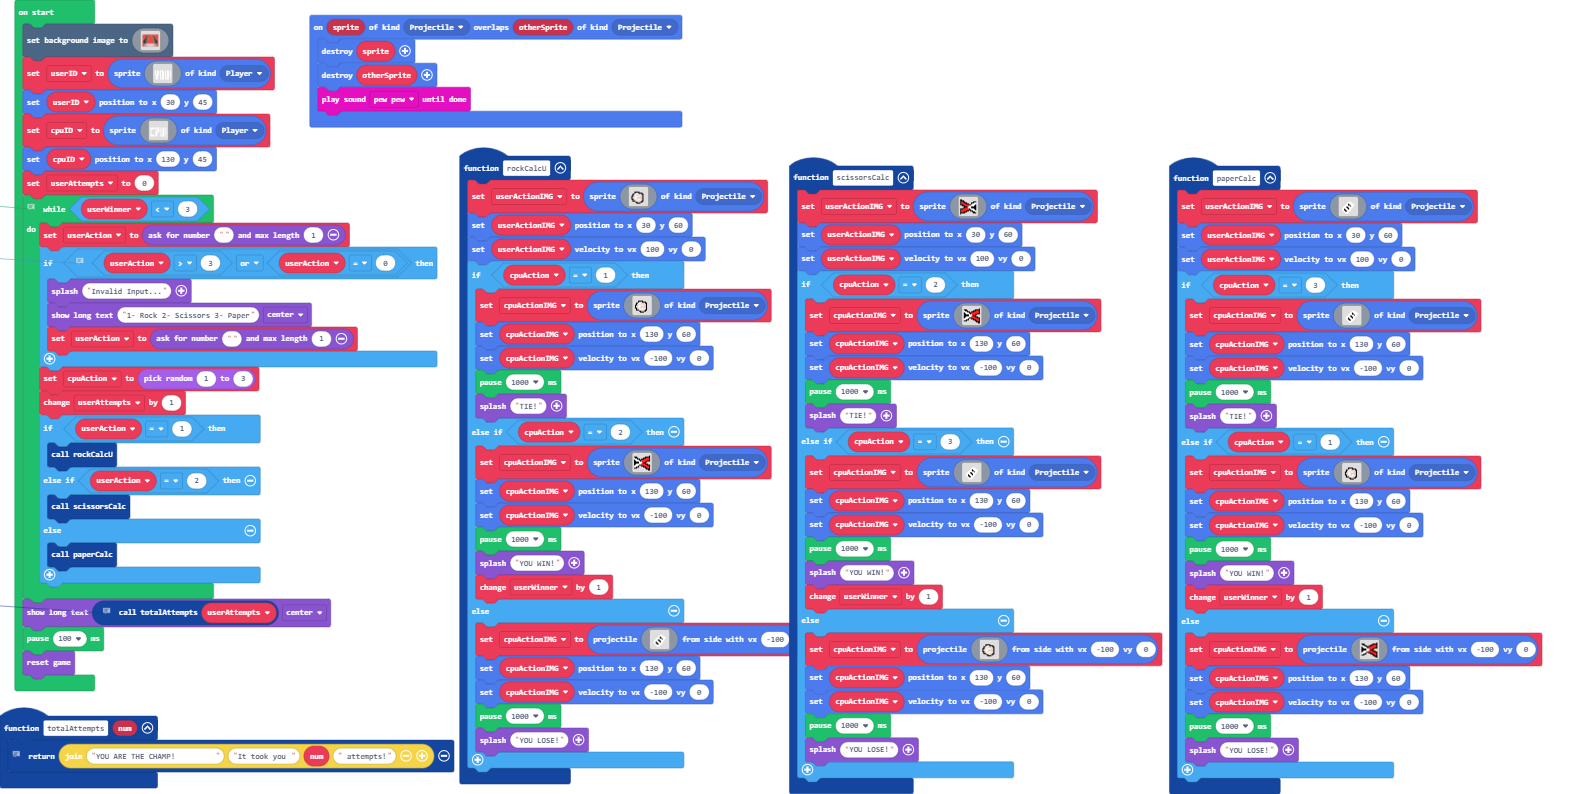 on start
set background image to
set userID to sprite YOU of kind Player
set userID position to x 30 y 45
set cpuID to sprite CPU of kind Player
set cpuID position to x 130 y 45
set userAttempts to 0
while userWinner < 3
do
set userAction to ask for number "" and max length 1
if userAction > 3 or userAction = 0 then
splash "Invalid Input..."
show long text "1- Rock 2- Scissors 3- Paper" center
set userAction to ask for number "" and max length 1
set cpuAction to pick random 1 to 3
change userAttempts by 1
if userAction = 1 then
call rockCalcU
else if userAction = 2 then
call scissorsCalc
else
call paperCalc
show long text call totalAttempts userAttempts center
pause 100 ms
reset game
function totalAttempts num
return join "YOU ARE THE CHAMP! " "It took you " num " attempts!"
on sprite of kind Projectile overlaps otherSprite of kind Projectile
destroy sprite
destroy otherSprite
play sound pew pew until done
function rockCalcU
set userActionIMG to sprite of kind Projectile
set userActionIMG position to x 30 y 60
set userActionIMG velocity to vx 100 vy 0
if cpuAction = 1 then
set cpuActionIMG to sprite of kind Projectile
set cpuActionIMG position to x 130 y 60
set cpuActionIMG velocity to vx -100 vy 0
pause 1000 ms
splash "TIE!"
else if cpuAction = 2 then
set cpuActionIMG to sprite of kind Projectile
set cpuActionIMG position to x 130 y 60
set cpuActionIMG velocity to vx -100 vy 0
pause 1000 ms
splash "YOU WIN!"
change userWinner by 1
else
set cpuActionIMG to projectile from side with vx -100
set cpuActionIMG position to x 130 y 60
set cpuActionIMG velocity to vx -100 vy 0
pause 1000 ms
splash "YOU LOSE!"
function scissorsCalc
set userActionIMG to sprite of kind Projectile
set userActionIMG position to x 30 y 60
set userActionIMG velocity to vx 100 vy 0
if cpuAction = 2 then
set cpuActionIMG to sprite of kind Projectile
set cpuActionIMG position to x 130 y 60
set cpuActionIMG velocity to vx -100 vy 0
pause 1000 ms
splash "TIE!"
else if cpuAction = 3 then
set cpuActionIMG to sprite of kind Projectile
set cpuActionIMG position to x 130 y 60
set cpuActionIMG velocity to vx -100 vy 0
pause 1000 ms
splash "YOU WIN!"
change userWinner by 1
else
set cpuActionIMG to projectile from side with vx -100 vy 0
set cpuActionIMG position to x 130 y 60
set cpuActionIMG velocity to vx -100 vy 0
pause 1000 ms
splash "YOU LOSE!"
function paperCalc
set userActionIMG to sprite of kind Projectile
set userActionIMG position to x 30 y 60
set userActionIMG velocity to vx 100 vy 0
if cpuAction = 3 then
set cpuActionIMG to sprite of kind Projectile
set cpuActionIMG position to x 130 y 60
set cpuActionIMG velocity to vx -100 vy 0
pause 1000 ms
splash "TIE!"
else if cpuAction = 1 then
set cpuActionIMG to sprite of kind Projectile
set cpuActionIMG position to x 130 y 60
set cpuActionIMG velocity to vx -100 vy 0
pause 1000 ms
splash "YOU WIN!"
change userWinner by 1
else
set cpuActionIMG to projectile from side with vx -100 vy 0
set cpuActionIMG position to x 130 y 60
set cpuActionIMG velocity to vx -100 vy 0
pause 1000 ms
splash "YOU LOSE!"